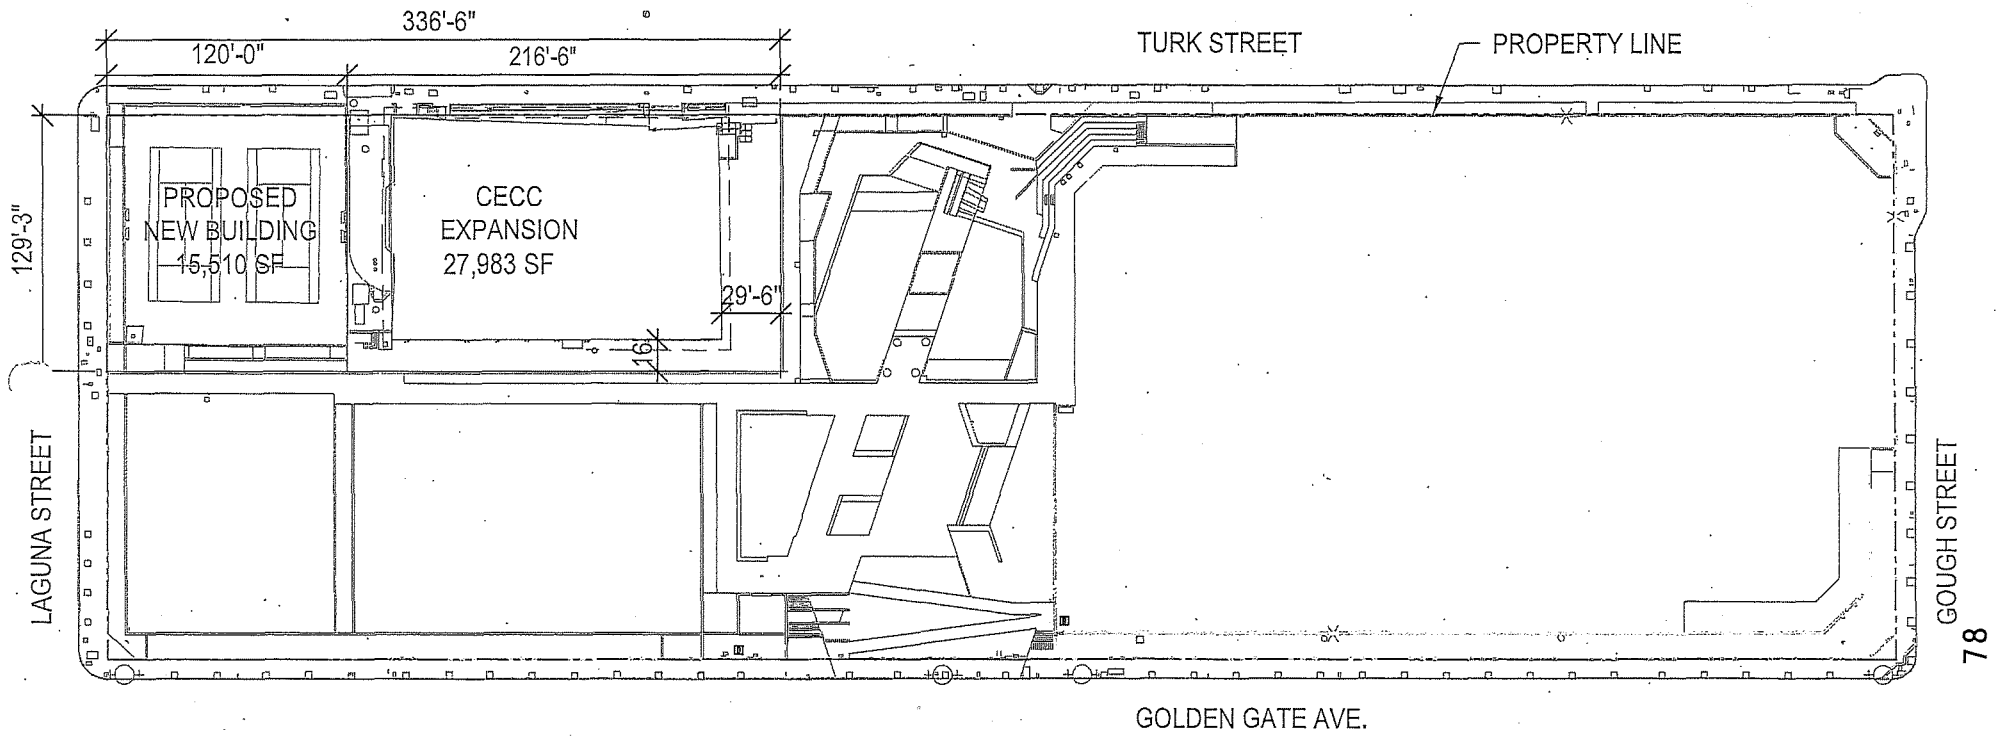 336'-6"
120'-0"
216'-6"
TURK STREET
PROPERTY LINE
129'-3"
PROPOSED
NEW BUILDING
15,510 SF
CECC
EXPANSION
27,983 SF
29'-6"
16'
LAGUNA STREET
GOUGH STREET
78
GOLDEN GATE AVE.